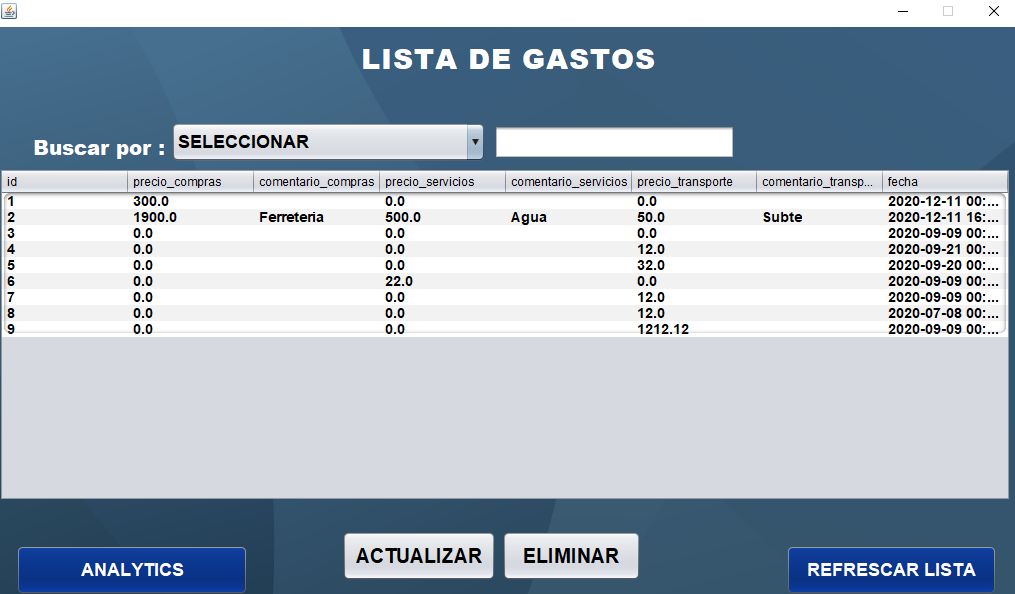 LISTA DE GASTOS
Buscar por : SELECCIONAR
id precio_compras comentario_compras precio_servicios comentario_servicios precio_transporte comentario_transp... fecha
1 300.0 0.0 0.0 2020-12-11 00:...
2 1900.0 Ferreteria 500.0 Agua 50.0 Subte 2020-12-11 16:...
3 0.0 0.0 0.0 2020-09-09 00:...
4 0.0 0.0 12.0 2020-09-21 00:...
5 0.0 0.0 32.0 2020-09-20 00:...
6 0.0 22.0 0.0 2020-09-09 00:...
7 0.0 0.0 12.0 2020-09-09 00:...
8 0.0 0.0 12.0 2020-07-08 00:...
9 0.0 0.0 1212.12 2020-09-09 00:...
ACTUALIZAR ELIMINAR
ANALYTICS REFRESCAR LISTA